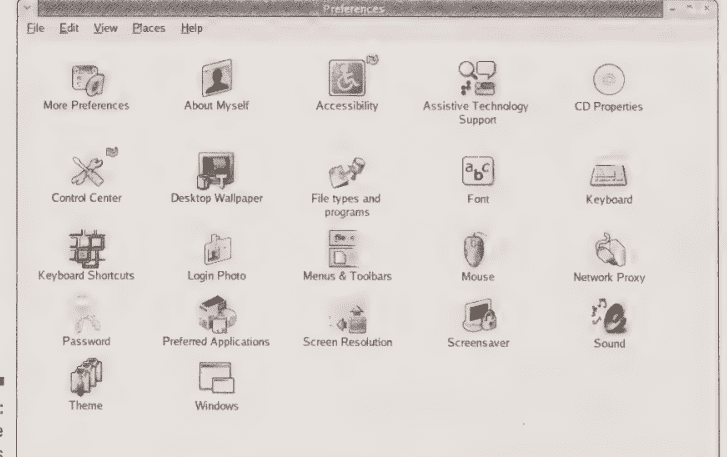 Preferences
File Edit View Places Help
More Preferences About Myself Accessibility Assistive Technology Support CD Properties
Control Center Desktop Wallpaper File types and programs Font Keyboard
abc
Keyboard Shortcuts Login Photo Menus & Toolbars Mouse Network Proxy
file
Password Preferred Applications Screen Resolution Screensaver Sound
Theme Windows
:
e
s